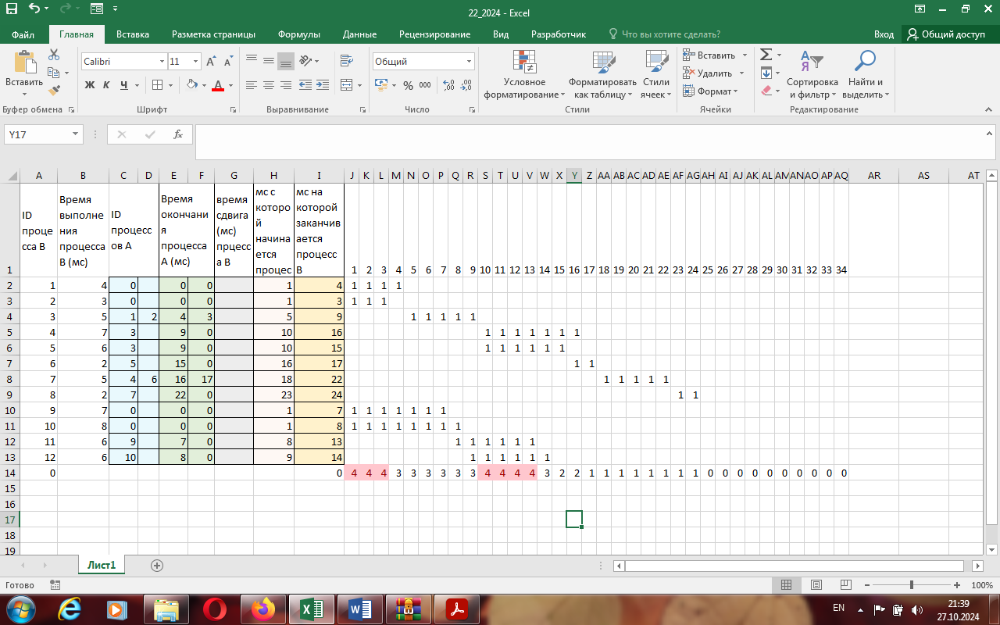 22_2024 - Excel
Файл Главная Вставка Разметка страницы Формулы Данные Рецензирование Вид Разработчик Что вы хотите сделать? Вход Общий доступ
Вставить
Calibri 11
Ж К Ч
А
Общий
% 000
Условное форматирование
Форматировать как таблицу
Стили ячеек
Вставить
Удалить
Формат
Сортировка и фильтр
Найти и выделить
Буфер обмена Шрифт Выравнивание Число Стили Ячейки Редактирование
Y17 fx
A B C D E F G H I J K L M N O P Q R S T U V W X Y Z AA AB AC AD AE AF AG AH AI AJ AK AL AM AN AO AP AQ AR AS AT
ID
проце
сса B
Время
выполне
ния
процесса
B (мс)
ID
процесс
ов A
Время
окончани
я
процесса
A (мс)
время
сдвига
(мс)
прцесс
а B
мс с
которо
й
начина
ется
процес
мс на
которой
заканчив
ается
процесс
B
1 1 2 3 4 5 6 7 8 9 10 11 12 13 14 15 16 17 18 19 20 21 22 23 24 25 26 27 28 29 30 31 32 33 34
2 1 4 0 0 0 1 4 1 1 1 1
3 2 3 0 0 0 1 3 1 1 1
4 3 5 1 2 4 3 5 9 1 1 1 1 1
5 4 7 3 9 0 10 16 1 1 1 1 1 1 1
6 5 6 3 9 0 10 15 1 1 1 1 1 1
7 6 2 5 15 0 16 17 1 1
8 7 5 4 6 16 17 18 22 1 1 1 1 1
9 8 2 7 22 0 23 24 1 1
10 9 7 0 0 0 1 7 1 1 1 1 1 1 1
11 10 8 0 0 0 1 8 1 1 1 1 1 1 1 1
12 11 6 9 7 0 8 13 1 1 1 1 1 1
13 12 6 10 8 0 9 14 1 1 1 1 1 1
14 0 0 4 4 4 3 3 3 3 3 3 4 4 4 4 3 2 2 1 1 1 1 1 1 1 1 0 0 0 0 0 0 0 0 0 0
15
16
17
18
19
Лист1
Готово 100%
EN
21:39
27.10.2024